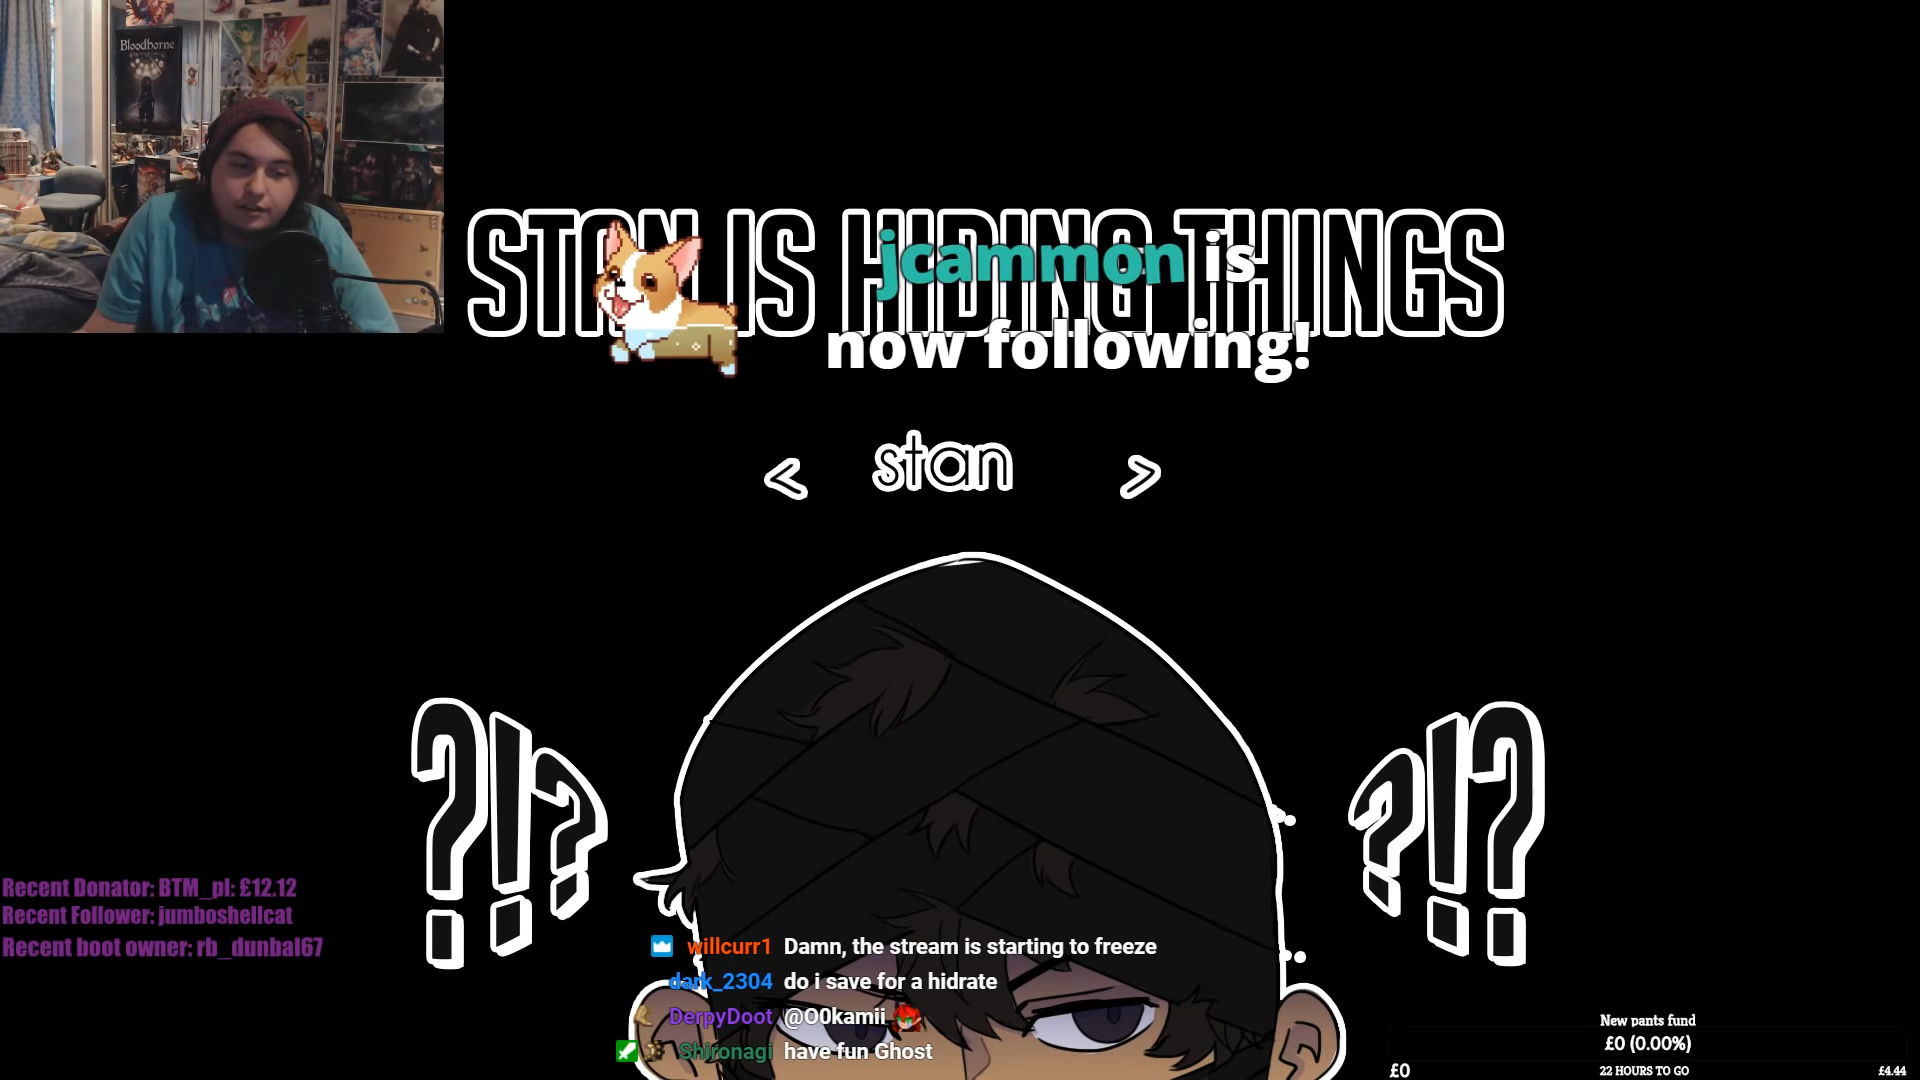 Bloodborne
STAN IS HIDING THINGS
jcammon is
now following!
< stan >
?!?
?!?
Recent Donator: BTM_pl: £12.12
Recent Follower: jumboshellcat
Recent boot owner: rb_dunbal67
willcurr1 Damn, the stream is starting to freeze
dark_2304 do i save for a hidrate
DerpyDoot @O0kamii
Shironagi have fun Ghost
New pants fund
£0 (0.00%)
£0 22 HOURS TO GO £4.44